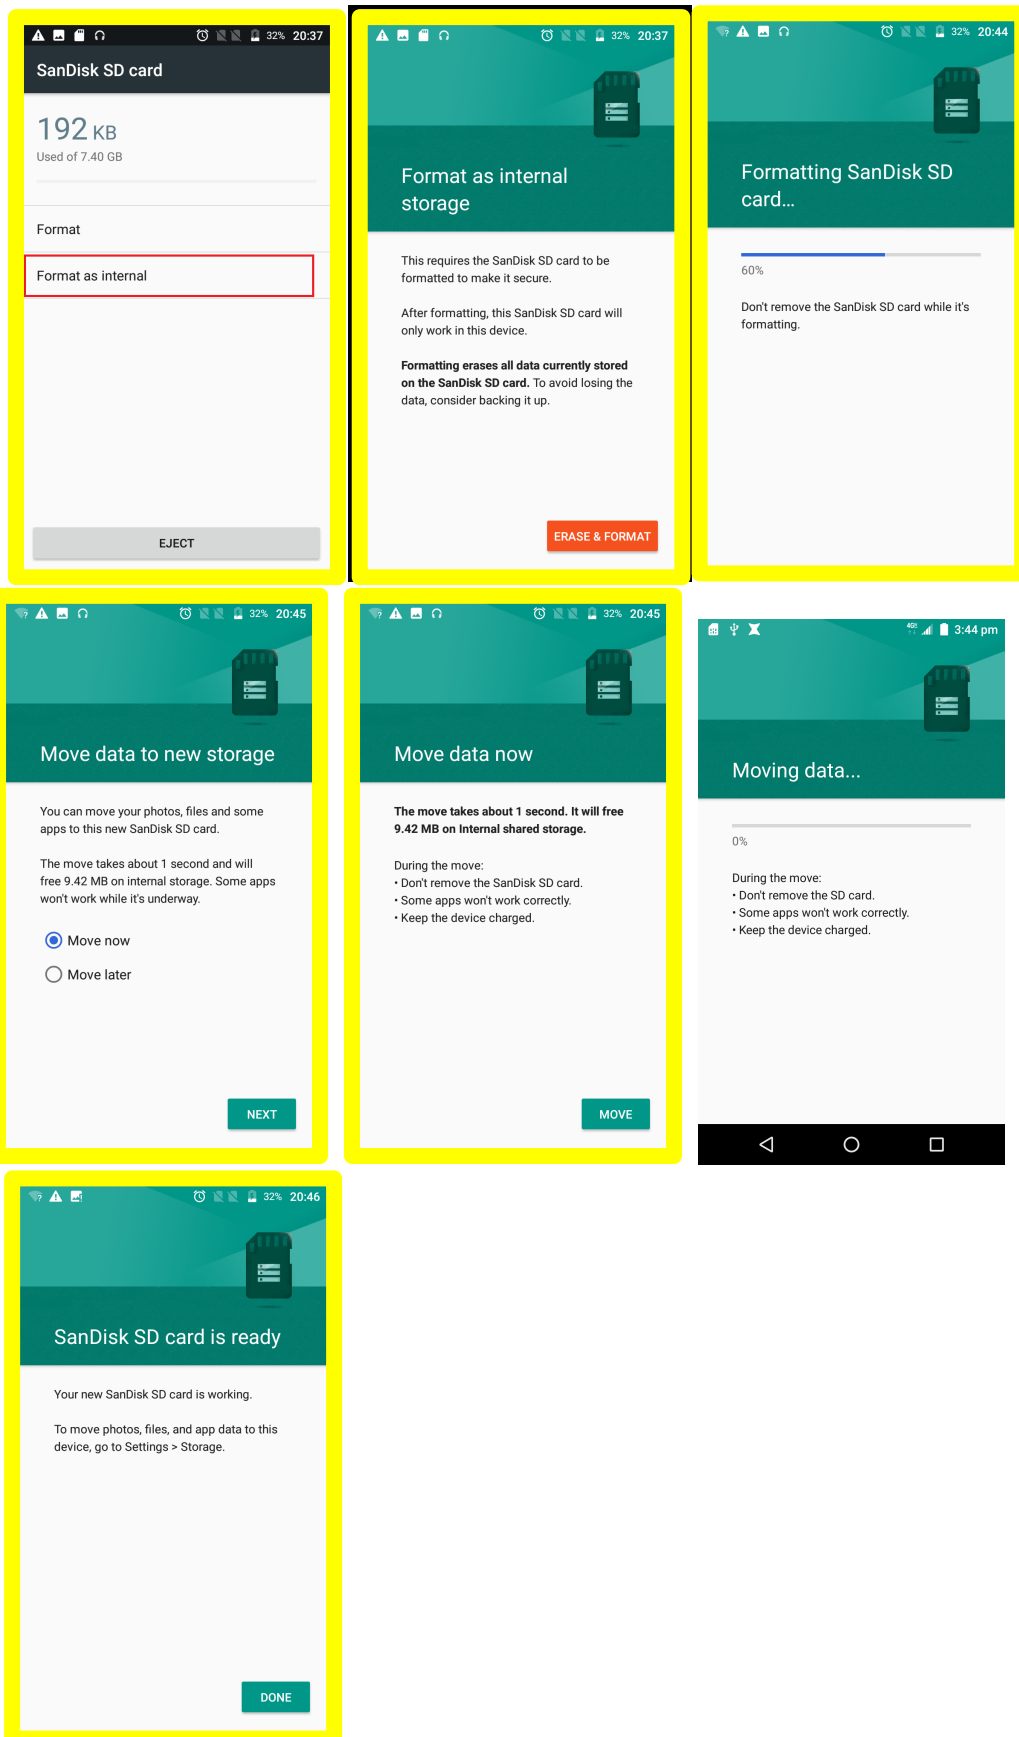 32% 20:37
SanDisk SD card
192 KB
Used of 7.40 GB
Format
Format as internal
EJECT
32% 20:37
Format as internal
storage
This requires the SanDisk SD card to be
formatted to make it secure.
After formatting, this SanDisk SD card will
only work in this device.
Formatting erases all data currently stored
on the SanDisk SD card. To avoid losing the
data, consider backing it up.
ERASE & FORMAT
32% 20:44
Formatting SanDisk SD
card...
60%
Don't remove the SanDisk SD card while it's
formatting.
32% 20:45
Move data to new storage
You can move your photos, files and some
apps to this new SanDisk SD card.
The move takes about 1 second and will
free 9.42 MB on internal storage. Some apps
won't work while it's underway.
Move now
Move later
NEXT
32% 20:45
Move data now
The move takes about 1 second. It will free
9.42 MB on Internal shared storage.
During the move:
• Don't remove the SanDisk SD card.
• Some apps won't work correctly.
• Keep the device charged.
MOVE
3:44 pm
Moving data...
0%
During the move:
• Don't remove the SD card.
• Some apps won't work correctly.
• Keep the device charged.
32% 20:46
SanDisk SD card is ready
Your new SanDisk SD card is working.
To move photos, files, and app data to this
device, go to Settings > Storage.
DONE